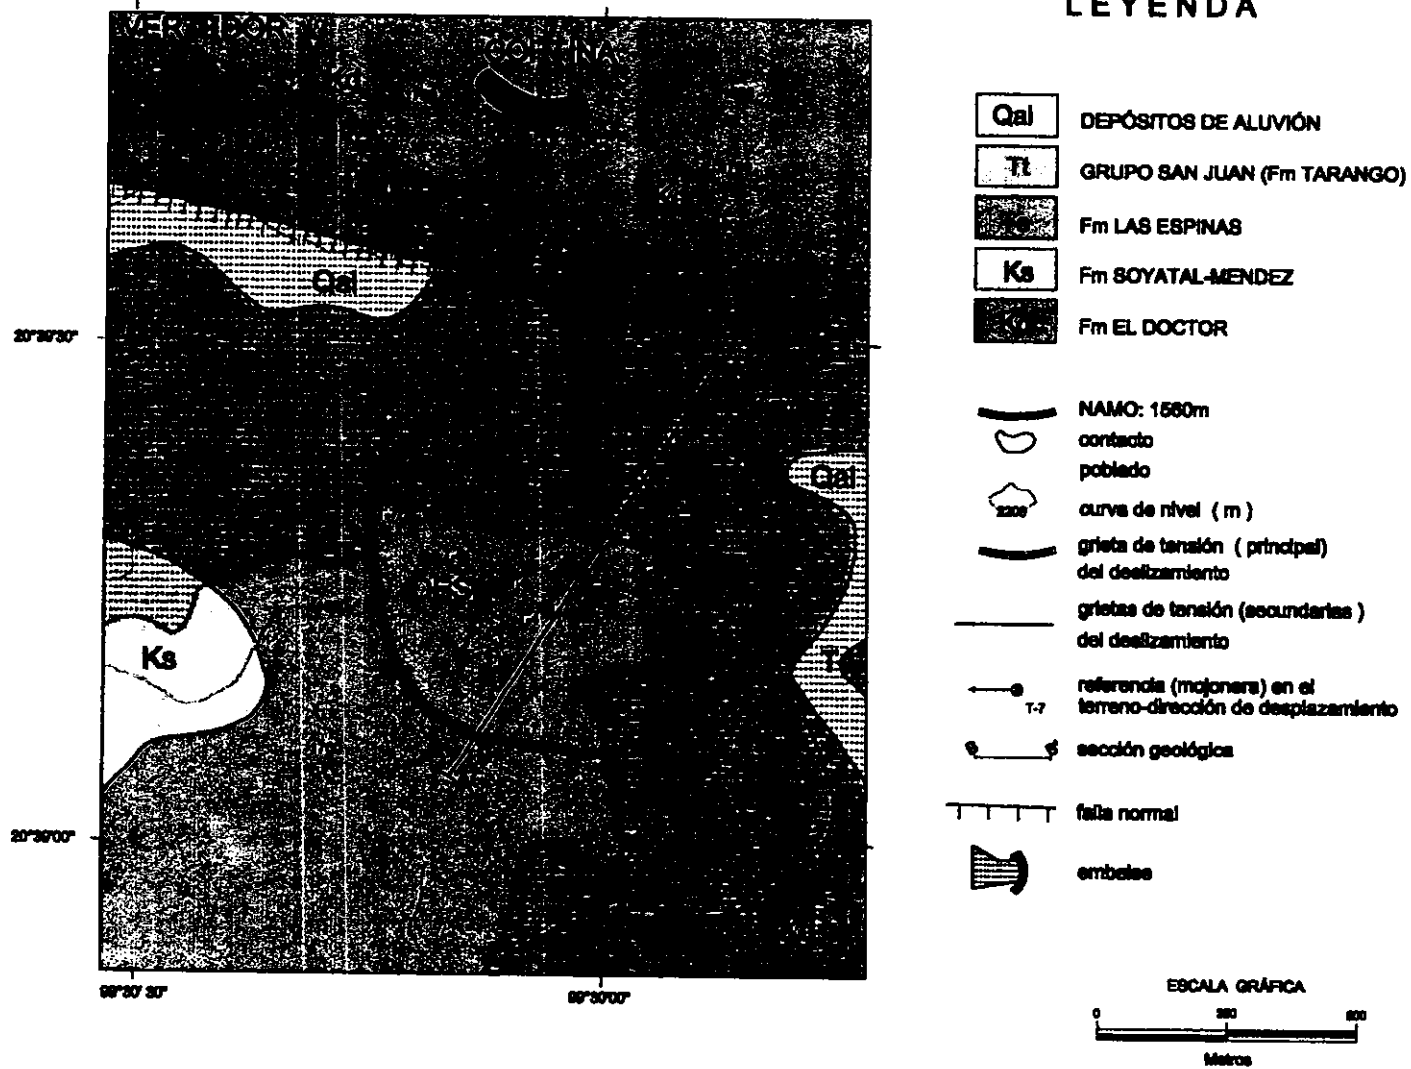 LEYENDA
VERTEDOR
CORTINA
Qal
Qal
Ks
20°39'30"
20°39'00"
99°30'30"
99°30'00"
Qal DEPÓSITOS DE ALUVIÓN
Tt GRUPO SAN JUAN (Fm TARANGO)
Fm LAS ESPINAS
Ks Fm SOYATAL-MENDEZ
Fm EL DOCTOR
NAMO: 1560m
contacto
poblado
curva de nivel ( m )
grieta de tensión ( principal)
del deslizamiento
grietas de tensión (secundarias )
del deslizamiento
referencia (mojonera) en el
T-7 terreno-dirección de desplazamiento
sección geológica
falla normal
embalse
ESCALA GRÁFICA
0
Metros